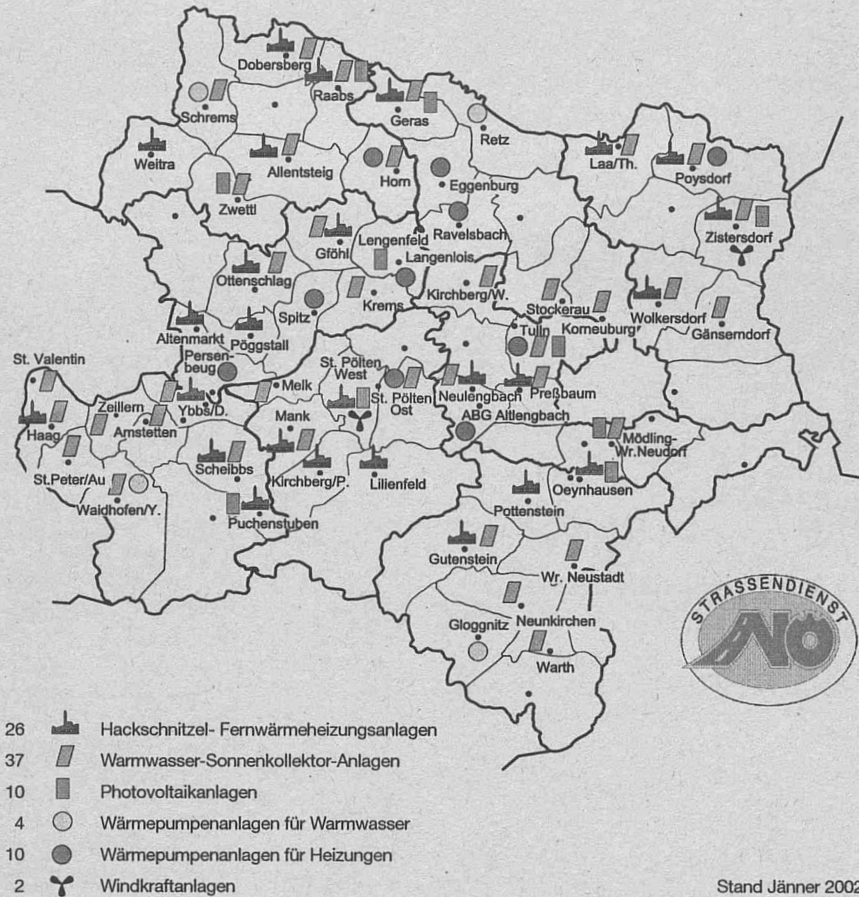 Dobersberg
Raabs
Geras
Schrems
Retz
Weitra
Allentsteig
Horn
Eggenburg
Laa/Th.
Poysdorf
Zwettl
Zistersdorf
Gföhl
Lengenfeld
Ravelsbach
Langenlois
Ottenschlag
Krems
Kirchberg/W.
Stockerau
Korneuburg
Wolkersdorf
Gänserndorf
Spitz
Altenmarkt
Pöggstall
Tulln
St. Valentin
Persen-
beug
Melk
St. Pölten
West
St. Pölten
Ost
Neulengbach
Preßbaum
Zeillern
Ybbs/D.
Mank
ABG Altlengbach
Haag
Amstetten
Mödling-
Wr.Neudorf
St.Peter/Au
Scheibbs
Kirchberg/P.
Lilienfeld
Oeynhausen
Waidhofen/Y.
Puchenstuben
Pottenstein
Gutenstein
Wr. Neustadt
Gloggnitz
Neunkirchen
Warth
STRASSENDIENST
NÖ
26 Hackschnitzel- Fernwärmeheizungsanlagen
37 Warmwasser-Sonnenkollektor-Anlagen
10 Photovoltaikanlagen
4 Wärmepumpenanlagen für Warmwasser
10 Wärmepumpenanlagen für Heizungen
2 Windkraftanlagen
Stand Jänner 2002